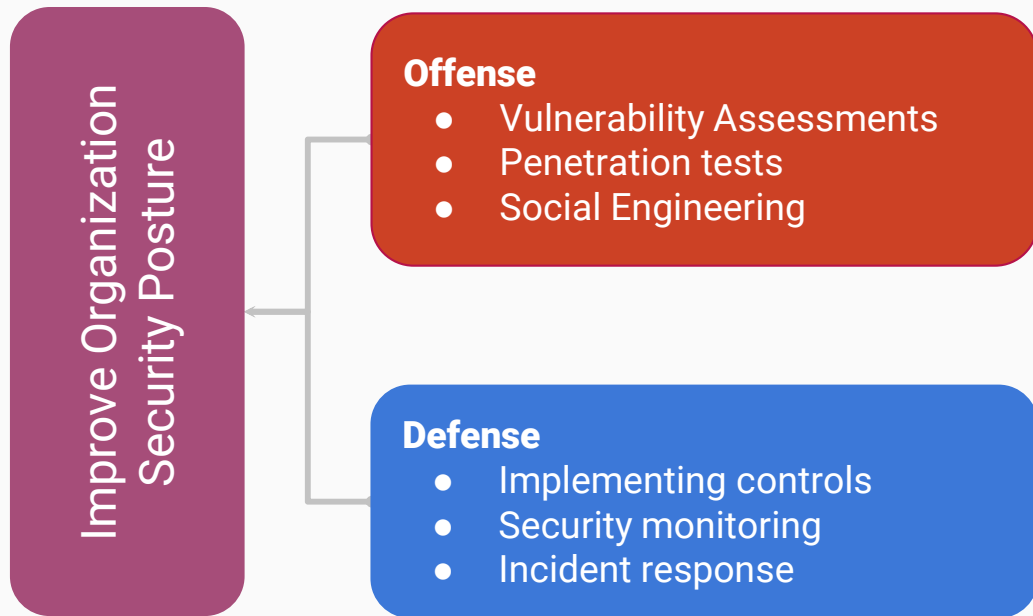 Improve Organization
Security Posture
Offense
● Vulnerability Assessments
● Penetration tests
● Social Engineering
Defense
● Implementing controls
● Security monitoring
● Incident response